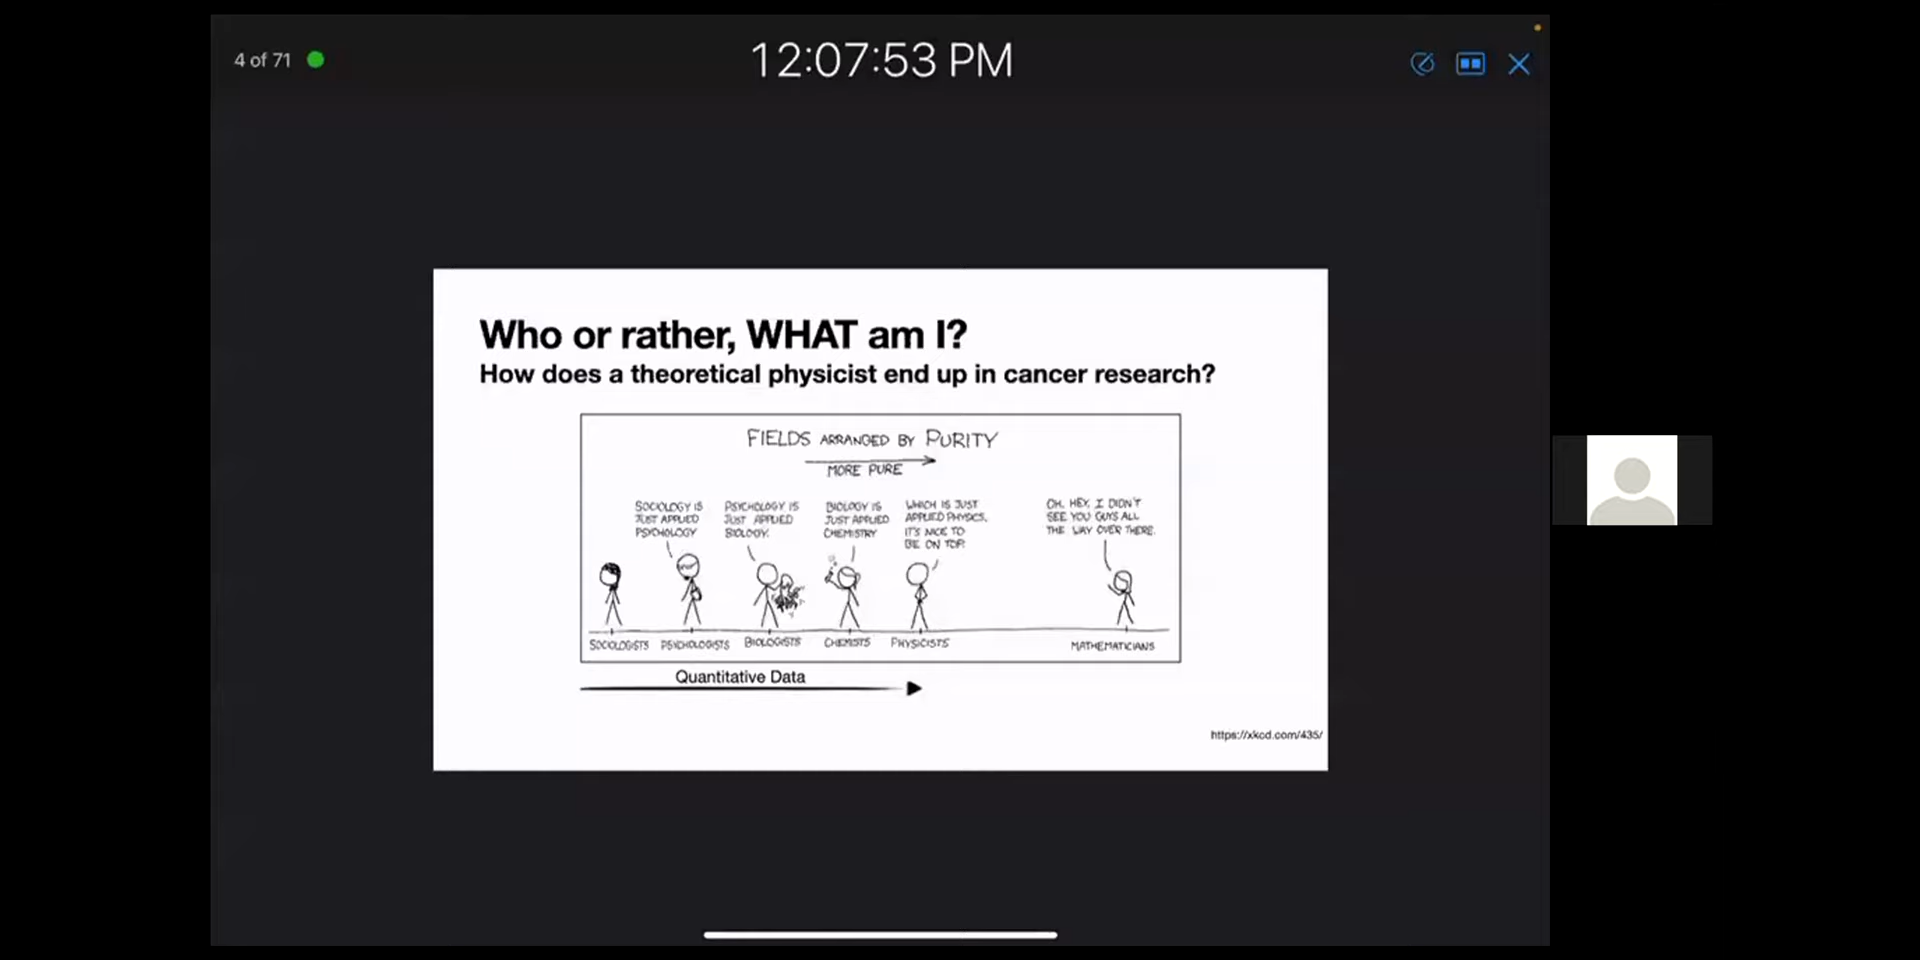 4 of 71
12:07:53 PM
Who or rather, WHAT am I?
How does a theoretical physicist end up in cancer research?
FIELDS ARRANGED BY PURITY
MORE PURE
SOCIOLOGY IS
JUST APPLIED
PSYCHOLOGY
PSYCHOLOGY IS
JUST APPLIED
BIOLOGY.
BIOLOGY IS
JUST APPLIED
CHEMISTRY
WHICH IS JUST
APPLIED PHYSICS.
IT'S NICE TO
BE ON TOP.
OH, HEY, I DIDN'T
SEE YOU GUYS ALL
THE WAY OVER THERE.
SOCIOLOGISTS
PSYCHOLOGISTS
BIOLOGISTS
CHEMISTS
PHYSICISTS
MATHEMATICIANS
Quantitative Data
https://xkcd.com/435/